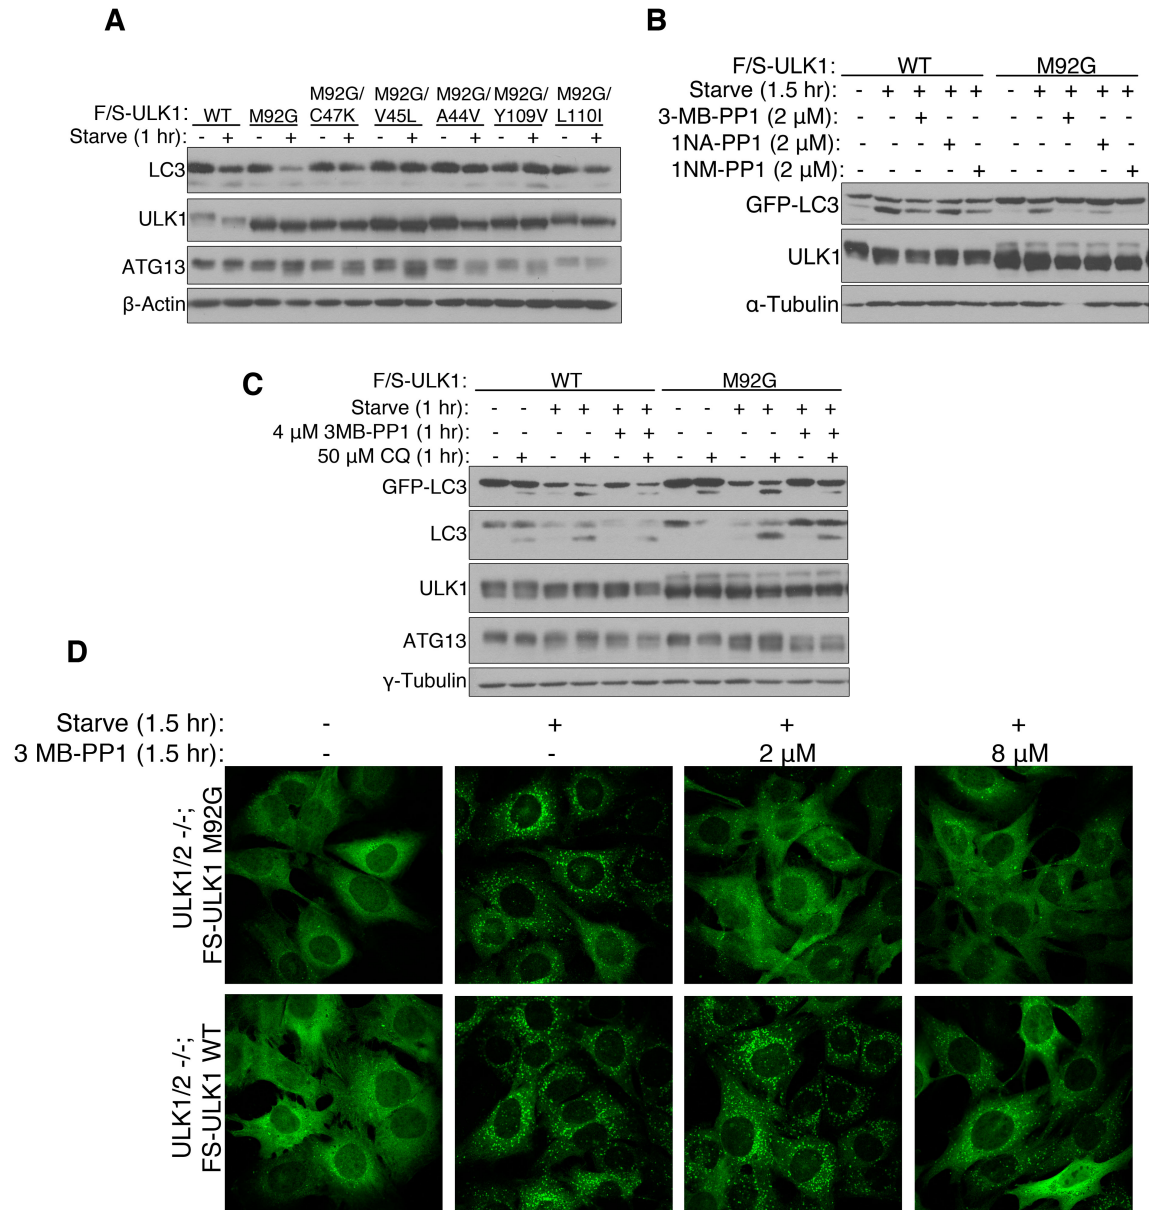 A
M92G/ M92G/ M92G/ M92G/ M92G/
F/S-ULK1: WT M92G C47K V45L A44V Y109V L110I
Starve (1 hr): - + - + - + - + - + - + - +
LC3
ULK1
ATG13
β-Actin
B
F/S-ULK1: WT M92G
Starve (1.5 hr): - + + + + - + + + +
3-MB-PP1 (2 μM): - - + - - - - + - -
1NA-PP1 (2 μM): - - - + - - - - + -
1NM-PP1 (2 μM): - - - - + - - - - +
GFP-LC3
ULK1
α-Tubulin
C
F/S-ULK1: WT M92G
Starve (1 hr): - - + + + + - - + + + +
4 μM 3MB-PP1 (1 hr): - - - - + + - - - - + +
50 μM CQ (1 hr): - + - + - + - + - + - +
GFP-LC3
LC3
ULK1
ATG13
γ-Tubulin
D
Starve (1.5 hr): - + + +
3 MB-PP1 (1.5 hr): - - 2 μM 8 μM
ULK1/2 -/-;
FS-ULK1 M92G
ULK1/2 -/-;
FS-ULK1 WT